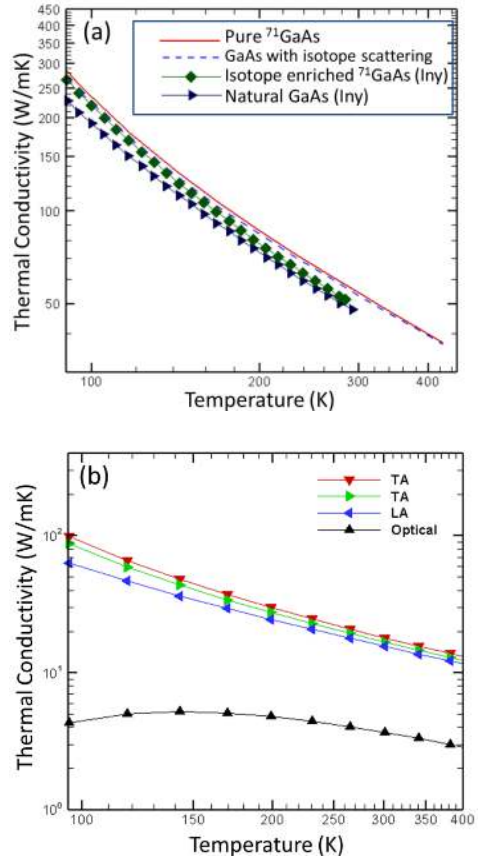 (a)
Pure ⁷¹GaAs
GaAs with isotope scattering
Isotope enriched ⁷¹GaAs (Iny)
Natural GaAs (Iny)
450
400
350
300
250
200
150
100
50
Thermal Conductivity (W/mK)
100
200
300
400
Temperature (K)
(b)
TA
TA
LA
Optical
10²
10¹
10⁰
Thermal Conductivity (W/mK)
100
150
200
250
300
350
400
Temperature (K)